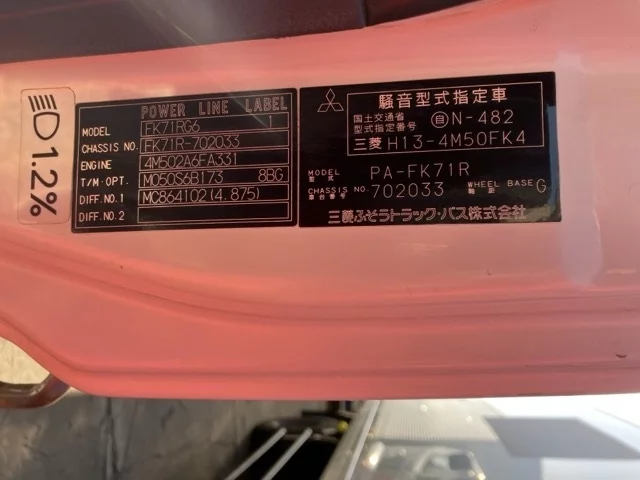 1.2%
POWER LINE LABEL
MODEL FK71RG6 1
CHASSIS NO. FK71R-702033
ENGINE 4M502A6FA331
T/M·OPT. M050S6B173 8BG
DIFF.NO.1 MC864102(4.875)
DIFF.NO.2
騒音型式指定車
国土交通省
型式指定番号 自N-482
三菱 H13-4M50FK4
MODEL 型式 PA-FK71R
CHASSIS NO. 車台番号 702033 WHEEL BASE 軸距 G
三菱ふそうトラック・バス株式会社